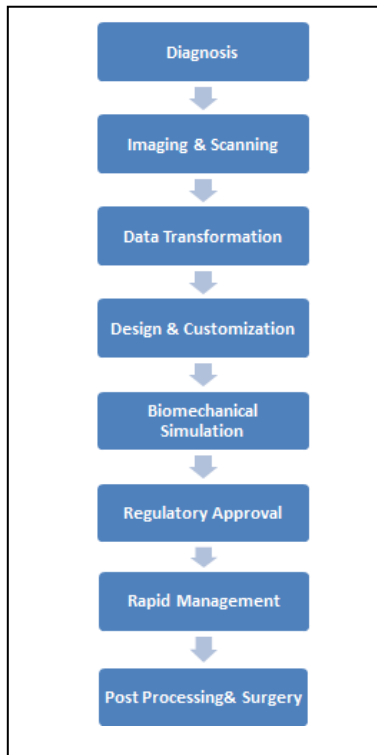 Diagnosis
Imaging & Scanning
Data Transformation
Design & Customization
Biomechanical
Simulation
Regulatory Approval
Rapid Management
Post Processing& Surgery